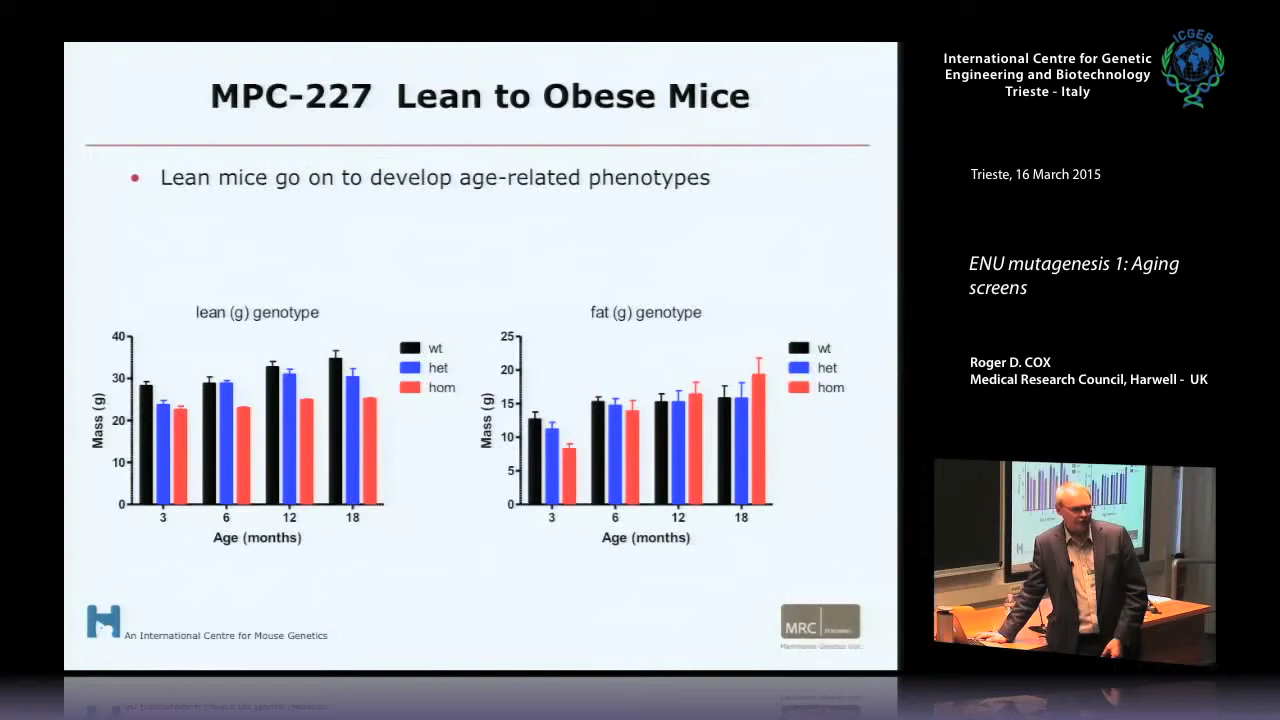 MPC-227 Lean to Obese Mice
• Lean mice go on to develop age-related phenotypes
lean (g) genotype
40
30
20
10
0
Mass (g)
3 6 12 18
Age (months)
wt
het
hom
fat (g) genotype
25
20
15
10
5
0
Mass (g)
3 6 12 18
Age (months)
wt
het
hom
An International Centre for Mouse Genetics
MRC
International Centre for Genetic
Engineering and Biotechnology
Trieste - Italy
ICGEB
Trieste, 16 March 2015
ENU mutagenesis 1: Aging
screens
Roger D. COX
Medical Research Council, Harwell - UK